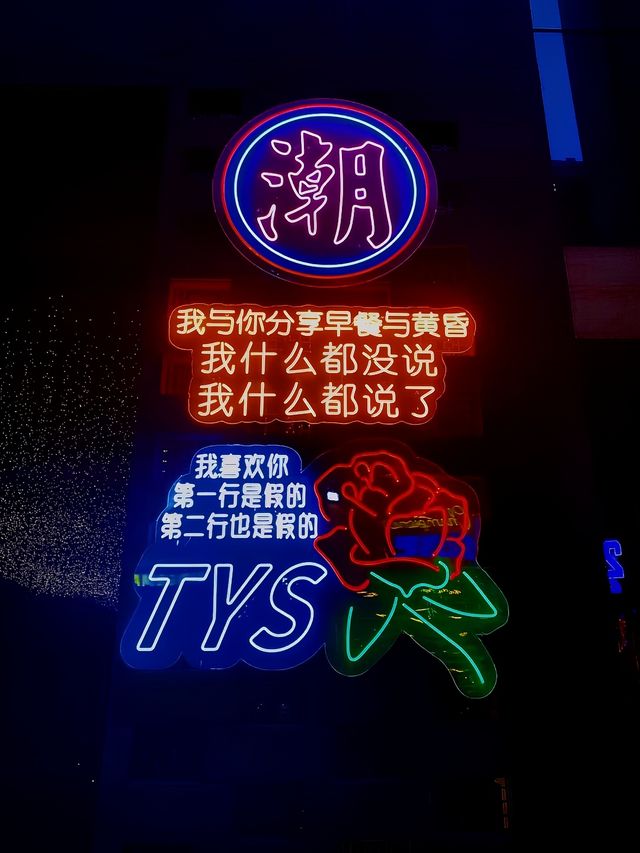 潮
我与你分享早餐与黄昏
我什么都没说
我什么都说了
我喜欢你
第一行是假的
第二行也是假的
TYS